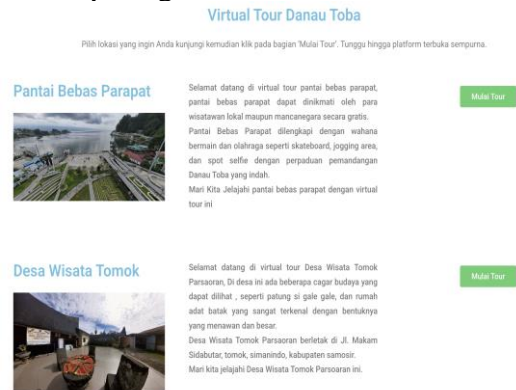 Virtual Tour Danau Toba
Pilih lokasi yang ingin Anda kunjungi kemudian klik pada bagian 'Mulai Tour'. Tunggu hingga platform terbuka sempurna.
Pantai Bebas Parapat
Selamat datang di virtual tour pantai bebas parapat,
pantai bebas parapat dapat dinikmati oleh para
wisatawan lokal maupun mancanegara secara gratis.
Pantai Bebas Parapat dilengkapi dengan wahana
bermain dan olahraga seperti skateboard, jogging area,
dan spot selfie dengan perpaduan pemandangan
Danau Toba yang indah.
Mari Kita Jelajahi pantai bebas parapat dengan virtual
tour ini
Mulai Tour
Desa Wisata Tomok
Selamat datang di virtual tour Desa Wisata Tomok
Parsaoran, Di desa ini ada beberapa cagar budaya yang
dapat dilihat , seperti patung si gale gale, dan rumah
adat batak yang sangat terkenal dengan bentuknya
yang menawan dan besar.
Desa Wisata Tomok Parsaoran berletak di Jl. Makam
Sidabutar, tomok, simanindo, kabupaten samosir.
Mari kita jelajahi Desa Wisata Tomok Parsoaran ini.
Mulai Tour